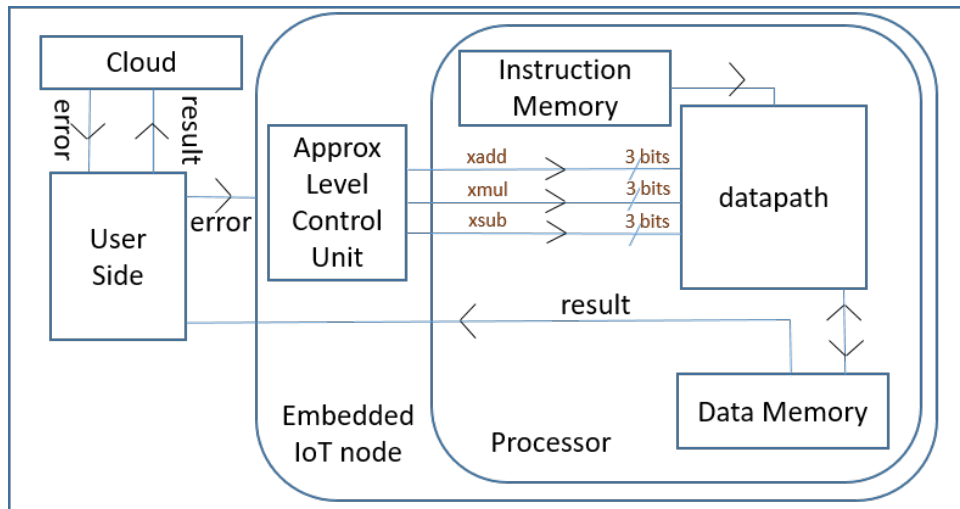 Cloud
error
result
User
Side
error
Approx
Level
Control
Unit
Instruction
Memory
xadd
3 bits
xmul
3 bits
xsub
3 bits
datapath
result
Data Memory
Embedded
IoT node
Processor